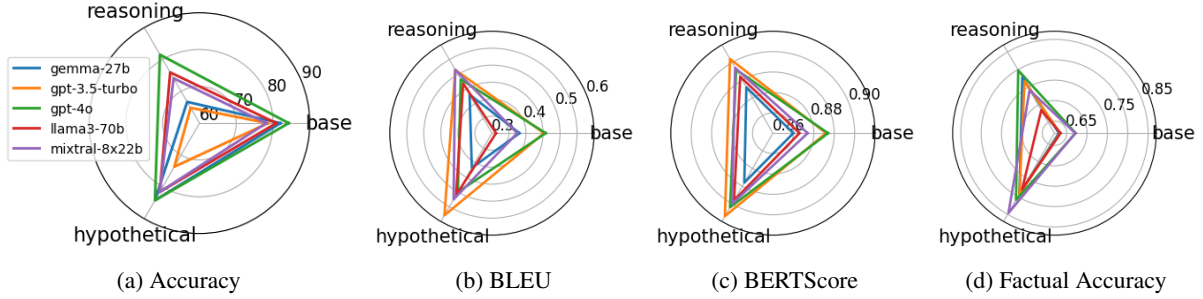 reasoning
90
80
70
60
base
hypothetical
gemma-27b
gpt-3.5-turbo
gpt-4o
llama3-70b
mixtral-8x22b
(a) Accuracy
reasoning
0.6
0.5
0.4
0.3
base
hypothetical
(b) BLEU
reasoning
0.90
0.88
0.86
base
hypothetical
(c) BERTScore
reasoning
0.85
0.75
0.65
base
hypothetical
(d) Factual Accuracy